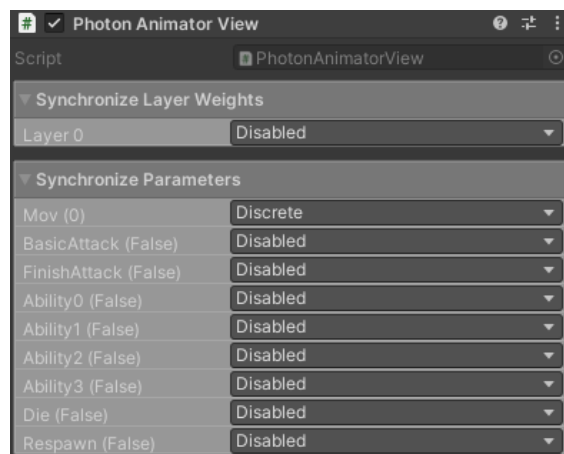 # Photon Animator View
Script PhotonAnimatorView
Synchronize Layer Weights
Layer 0 Disabled
Synchronize Parameters
Mov (0) Discrete
BasicAttack (False) Disabled
FinishAttack (False) Disabled
Ability0 (False) Disabled
Ability1 (False) Disabled
Ability2 (False) Disabled
Ability3 (False) Disabled
Die (False) Disabled
Respawn (False) Disabled